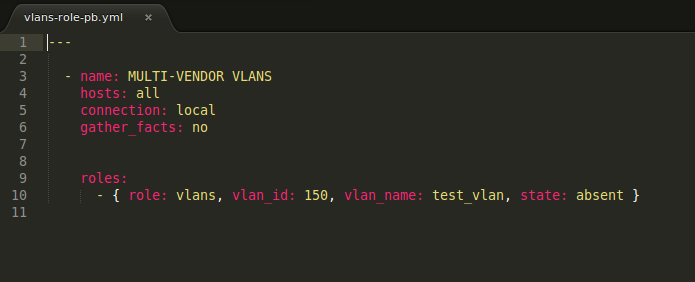 vlans-role-pb.yml ×
1 ---
2
3 - name: MULTI-VENDOR VLANS
4 hosts: all
5 connection: local
6 gather_facts: no
7
8
9 roles:
10 - { role: vlans, vlan_id: 150, vlan_name: test_vlan, state: absent }
11